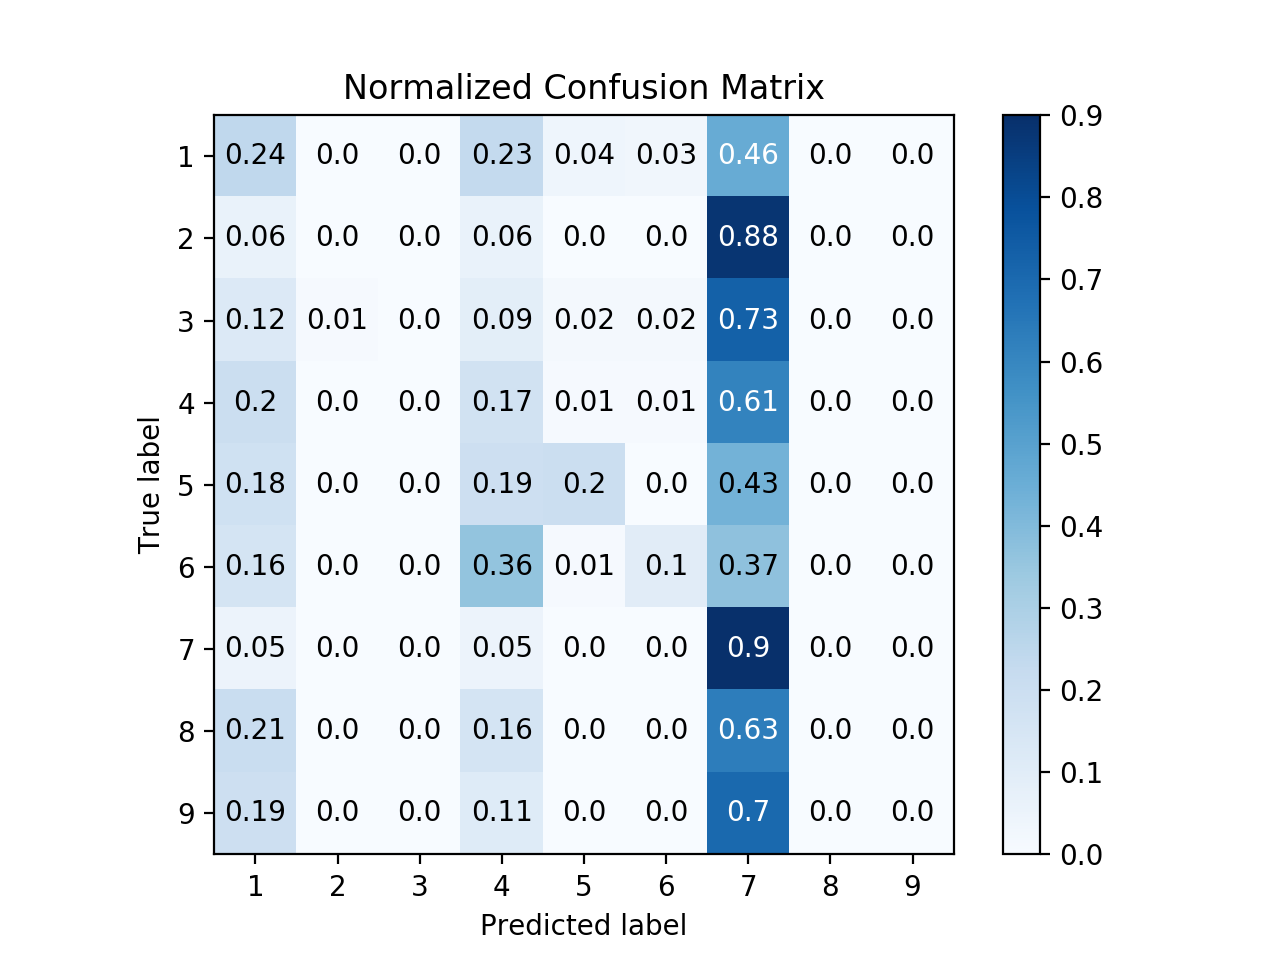 Normalized Confusion Matrix
1 0.24 0.0 0.0 0.23 0.04 0.03 0.46 0.0 0.0
2 0.06 0.0 0.0 0.06 0.0 0.0 0.88 0.0 0.0
3 0.12 0.01 0.0 0.09 0.02 0.02 0.73 0.0 0.0
4 0.2 0.0 0.0 0.17 0.01 0.01 0.61 0.0 0.0
5 0.18 0.0 0.0 0.19 0.2 0.0 0.43 0.0 0.0
6 0.16 0.0 0.0 0.36 0.01 0.1 0.37 0.0 0.0
7 0.05 0.0 0.0 0.05 0.0 0.0 0.9 0.0 0.0
8 0.21 0.0 0.0 0.16 0.0 0.0 0.63 0.0 0.0
9 0.19 0.0 0.0 0.11 0.0 0.0 0.7 0.0 0.0
1 2 3 4 5 6 7 8 9
Predicted label
True label
0.9
0.8
0.7
0.6
0.5
0.4
0.3
0.2
0.1
0.0